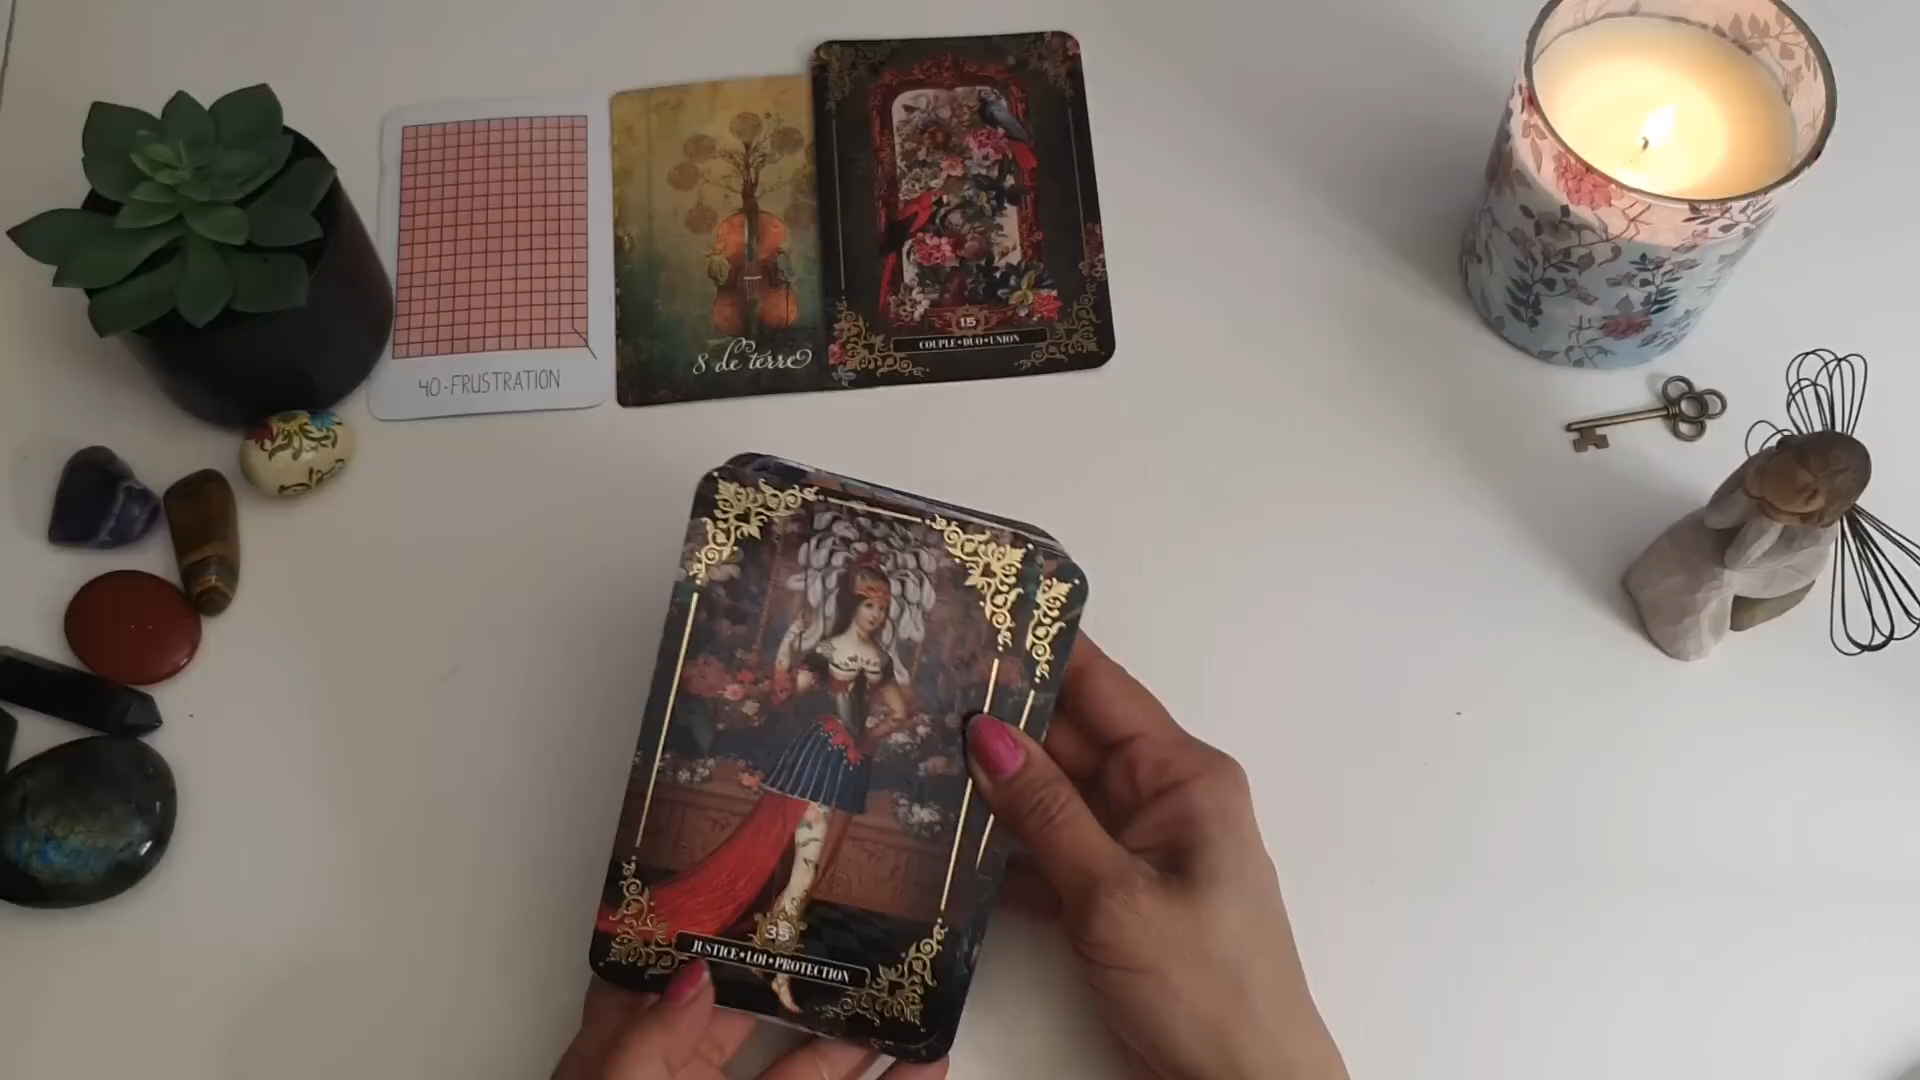 40·FRUSTRATION
8 de terre
15
COUPLE•DUO•UNION
35
JUSTICE•LOI•PROTECTION